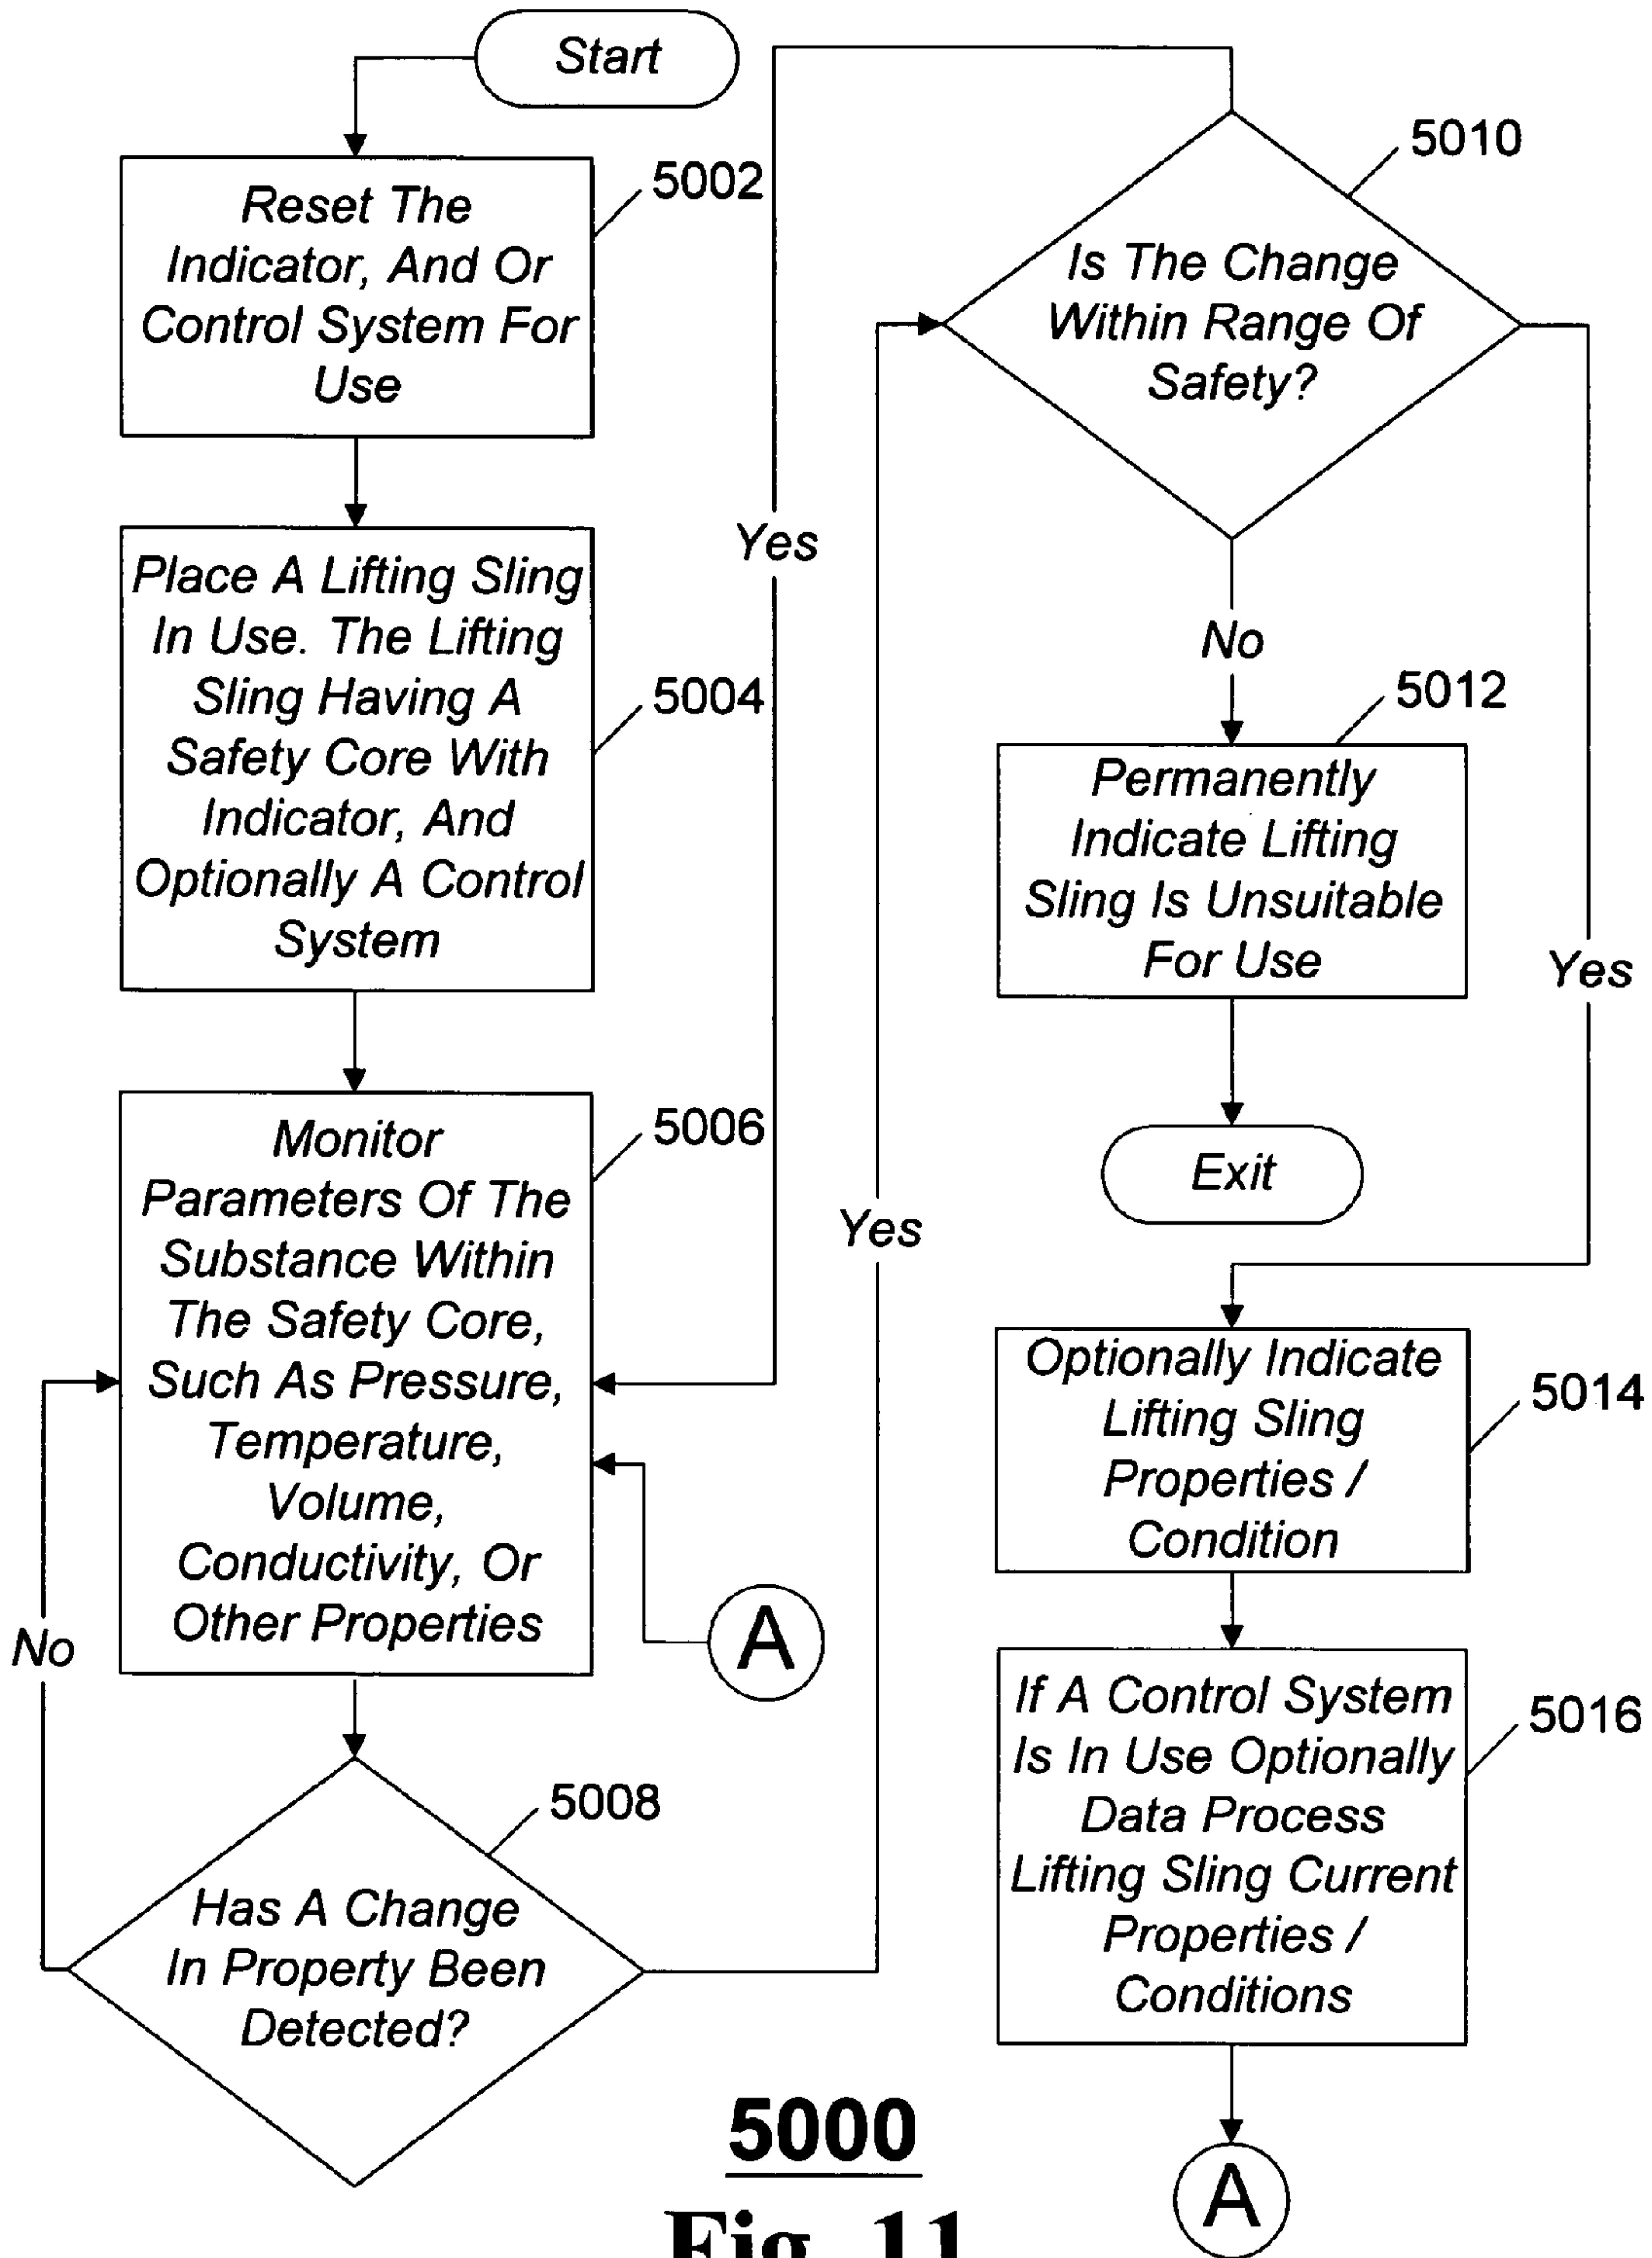 Start
Reset The
Indicator, And Or
Control System For
Use
5002
Place A Lifting Sling
In Use. The Lifting
Sling Having A
Safety Core With
Indicator, And
Optionally A Control
System
5004
Monitor
Parameters Of The
Substance Within
The Safety Core,
Such As Pressure,
Temperature,
Volume,
Conductivity, Or
Other Properties
5006
A
No
Has A Change
In Property Been
Detected?
5008
Yes
Yes
Is The Change
Within Range Of
Safety?
5010
No
Yes
Permanently
Indicate Lifting
Sling Is Unsuitable
For Use
5012
Exit
Optionally Indicate
Lifting Sling
Properties /
Condition
5014
If A Control System
Is In Use Optionally
Data Process
Lifting Sling Current
Properties /
Conditions
5016
A
5000
Fig. 11